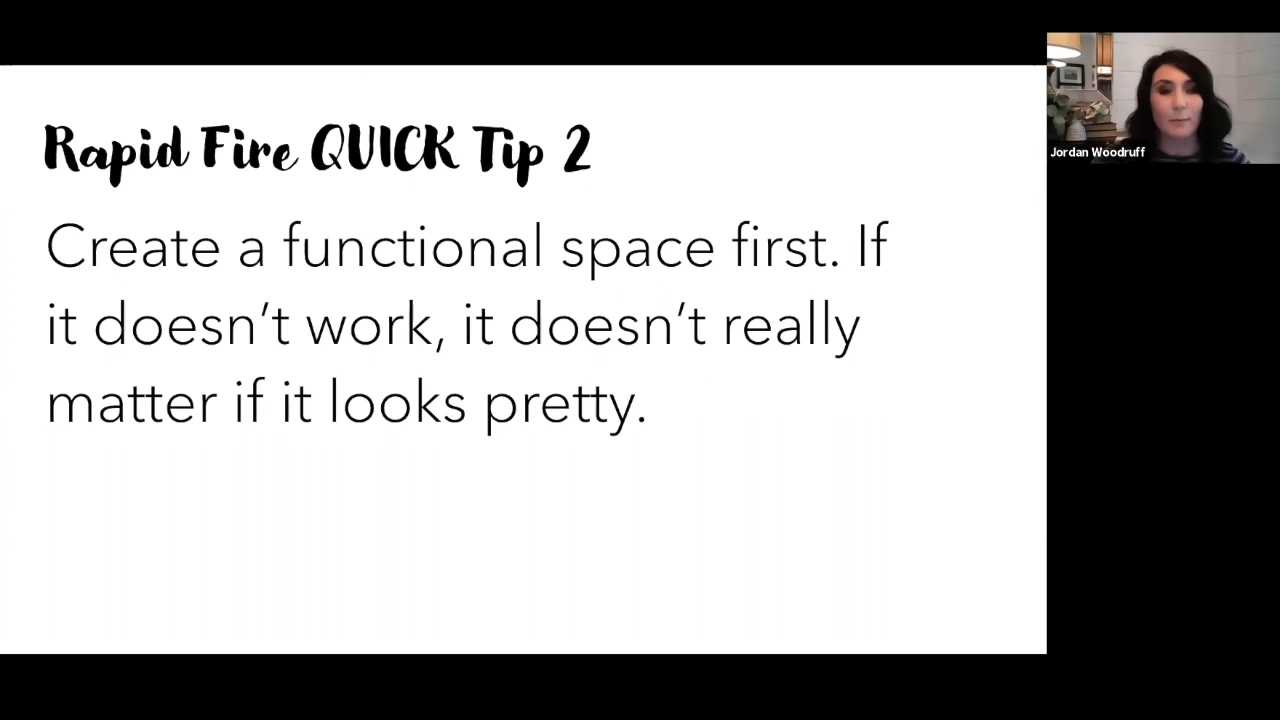 Rapid Fire QUICK Tip 2
Create a functional space first. If
it doesn’t work, it doesn’t really
matter if it looks pretty.
Jordan Woodruff